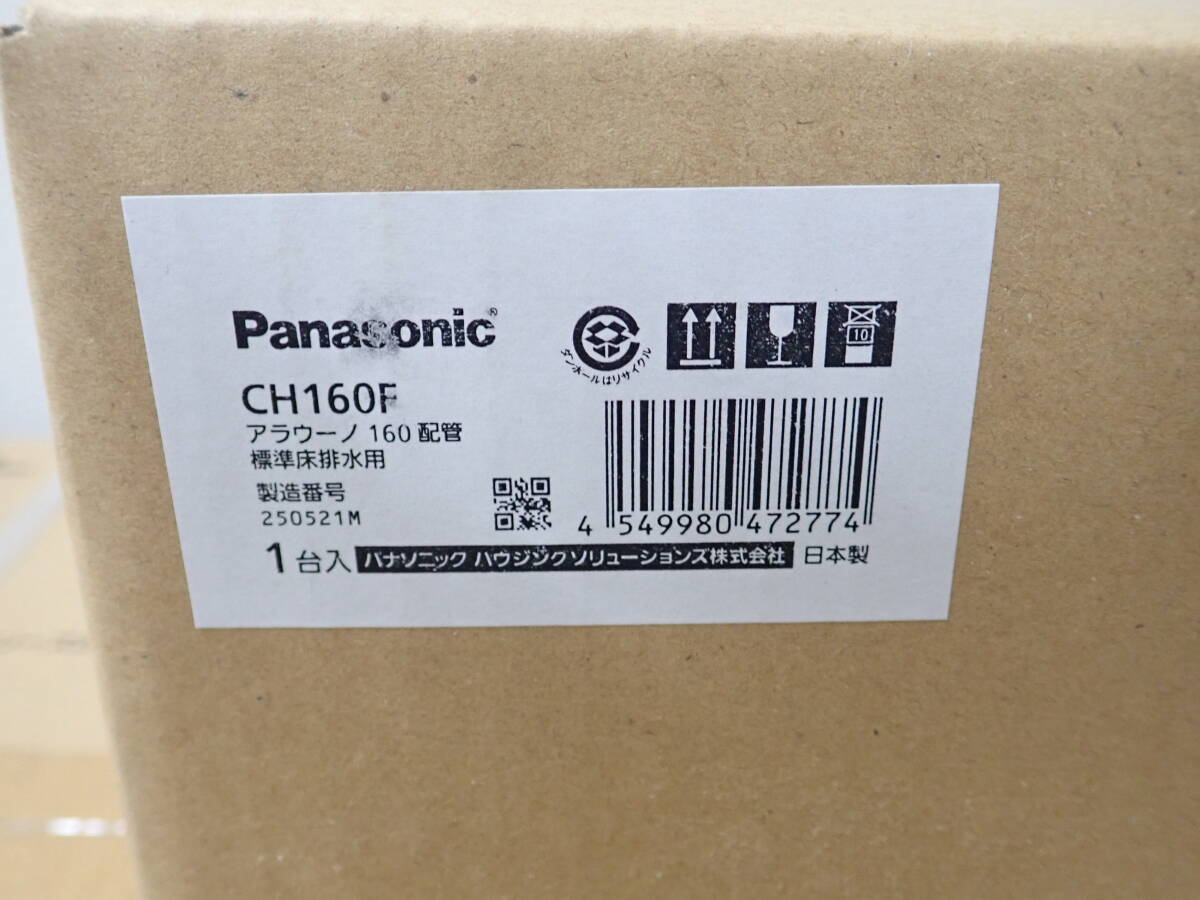 Panasonic®
ダンボールはリサイクル
10
CH160F
アラウーノ 160 配管
標準床排水用
製造番号
250521M
4 549980 472774
1台入 パナソニック ハウジングソリューションズ株式会社 日本製